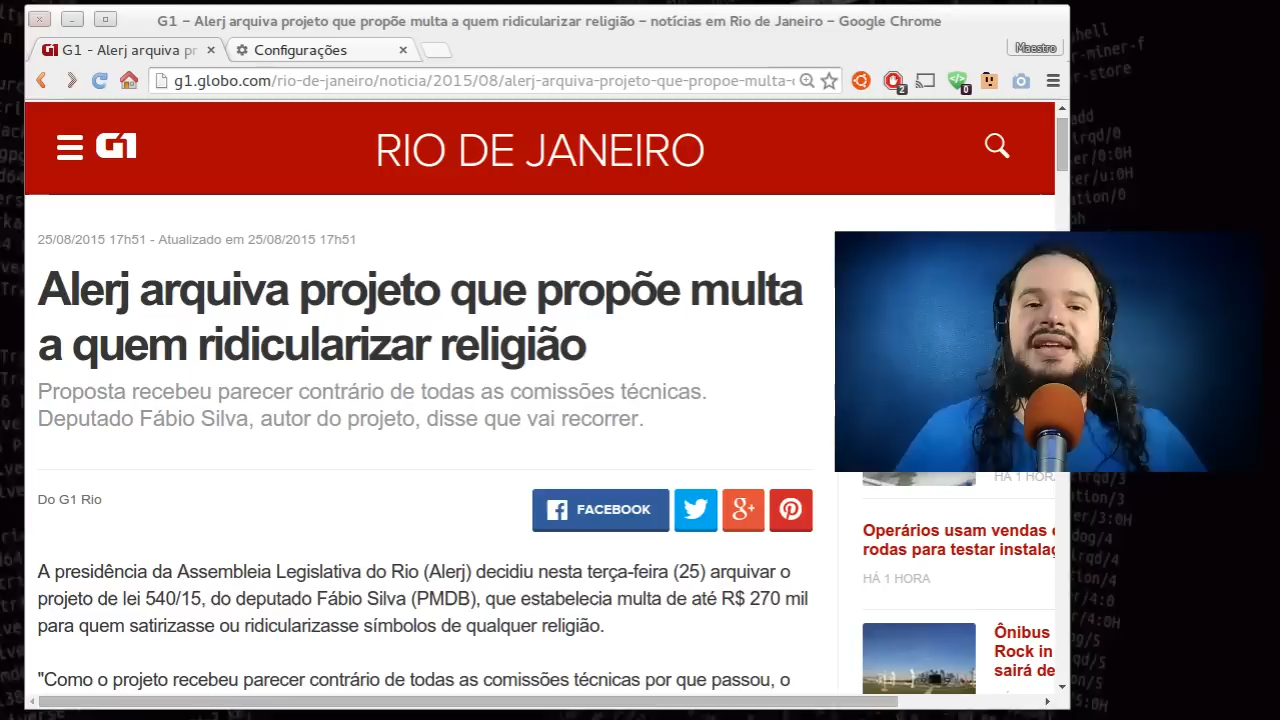 G1 – Alerj arquiva projeto que propõe multa a quem ridicularizar religião – notícias em Rio de Janeiro – Google Chrome
G1 - Alerj arquiva pr
Configurações
Maestro
g1.globo.com/rio-de-janeiro/noticia/2015/08/alerj-arquiva-projeto-que-propoe-multa-
2
0
G1
RIO DE JANEIRO
25/08/2015 17h51 - Atualizado em 25/08/2015 17h51
Alerj arquiva projeto que propõe multa
a quem ridicularizar religião
Proposta recebeu parecer contrário de todas as comissões técnicas.
Deputado Fábio Silva, autor do projeto, disse que vai recorrer.
Do G1 Rio
FACEBOOK
A presidência da Assembleia Legislativa do Rio (Alerj) decidiu nesta terça-feira (25) arquivar o
projeto de lei 540/15, do deputado Fábio Silva (PMDB), que estabelecia multa de até R$ 270 mil
para quem satirizasse ou ridicularizasse símbolos de qualquer religião.
"Como o projeto recebeu parecer contrário de todas as comissões técnicas por que passou, o
HÁ 1 HORA
Operários usam vendas
rodas para testar instala
HÁ 1 HORA
Ônibus
Rock in
sairá de